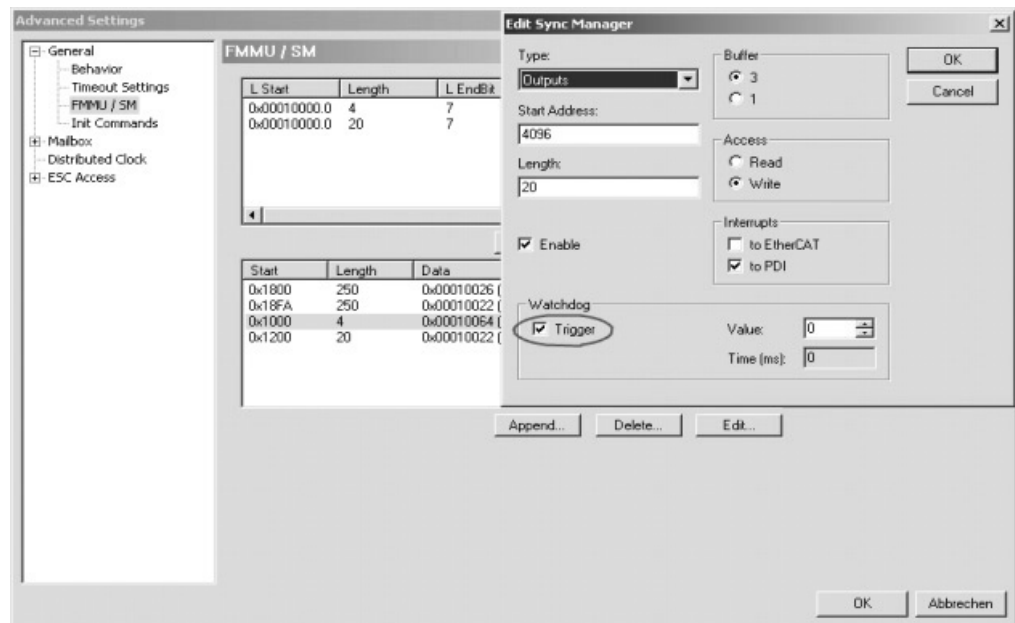 Advanced Settings
General
Behavior
Timeout Settings
FMMU / SM
Init Commands
Mailbox
Distributed Clock
ESC Access
FMMU / SM
L Start Length L EndBit
0x00010000.0 4 7
0x00010000.0 20 7
Start Length Data
0x1800 250 0x00010026 (
0x18FA 250 0x00010022 (
0x1000 4 0x00010064 (
0x1200 20 0x00010022 (
Append... Delete... Edit...
OK Abbrechen
Edit Sync Manager
Type:
Outputs
Start Address:
4096
Length:
20
Enable
Buffer
3
1
Access
Read
Write
Interrupts
to EtherCAT
to PDI
Watchdog
Trigger
Value: 0
Time (ms): 0
OK
Cancel